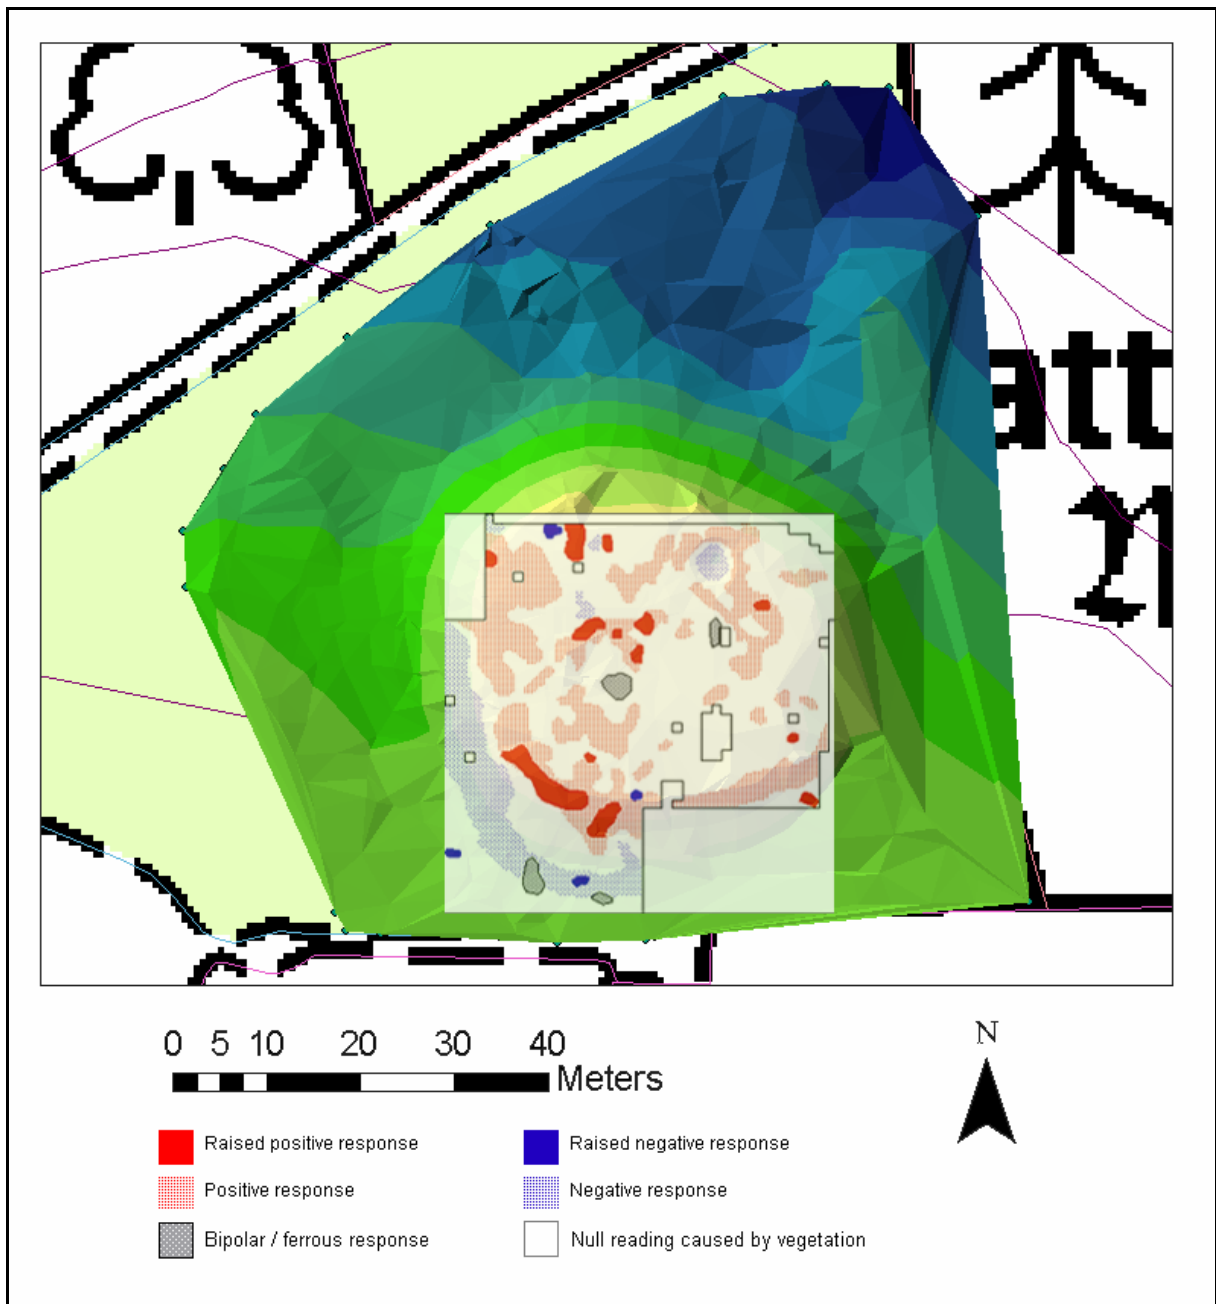 att
0 5 10 20 30 40
Meters
N
Raised positive response
Raised negative response
Positive response
Negative response
Bipolar / ferrous response
Null reading caused by vegetation